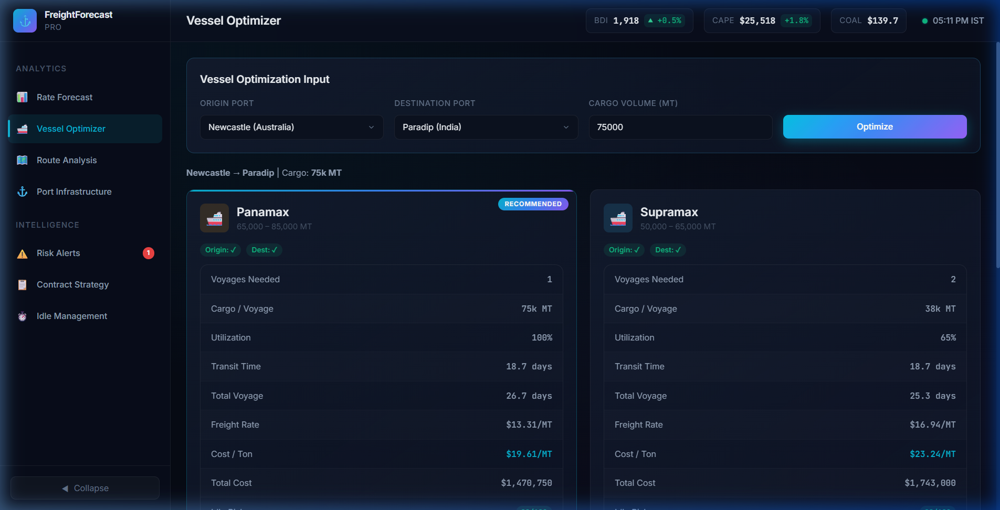 FreightForecast
PRO
Vessel Optimizer
BDI 1,918 ▲ +0.5%
CAPE $25,518 +1.8%
COAL $139.7
05:11 PM IST
ANALYTICS
Rate Forecast
Vessel Optimizer
Route Analysis
Port Infrastructure
INTELLIGENCE
Risk Alerts 1
Contract Strategy
Idle Management
◀ Collapse
Vessel Optimization Input
ORIGIN PORT
Newcastle (Australia)
DESTINATION PORT
Paradip (India)
CARGO VOLUME (MT)
75000
Optimize
Newcastle → Paradip | Cargo: 75k MT
RECOMMENDED
Panamax
65,000 – 85,000 MT
Origin: ✓ Dest: ✓
Voyages Needed 1
Cargo / Voyage 75k MT
Utilization 100%
Transit Time 18.7 days
Total Voyage 26.7 days
Freight Rate $13.31/MT
Cost / Ton $19.61/MT
Total Cost $1,470,750
Supramax
50,000 – 65,000 MT
Origin: ✓ Dest: ✓
Voyages Needed 2
Cargo / Voyage 38k MT
Utilization 65%
Transit Time 18.7 days
Total Voyage 25.3 days
Freight Rate $16.94/MT
Cost / Ton $23.24/MT
Total Cost $1,743,000